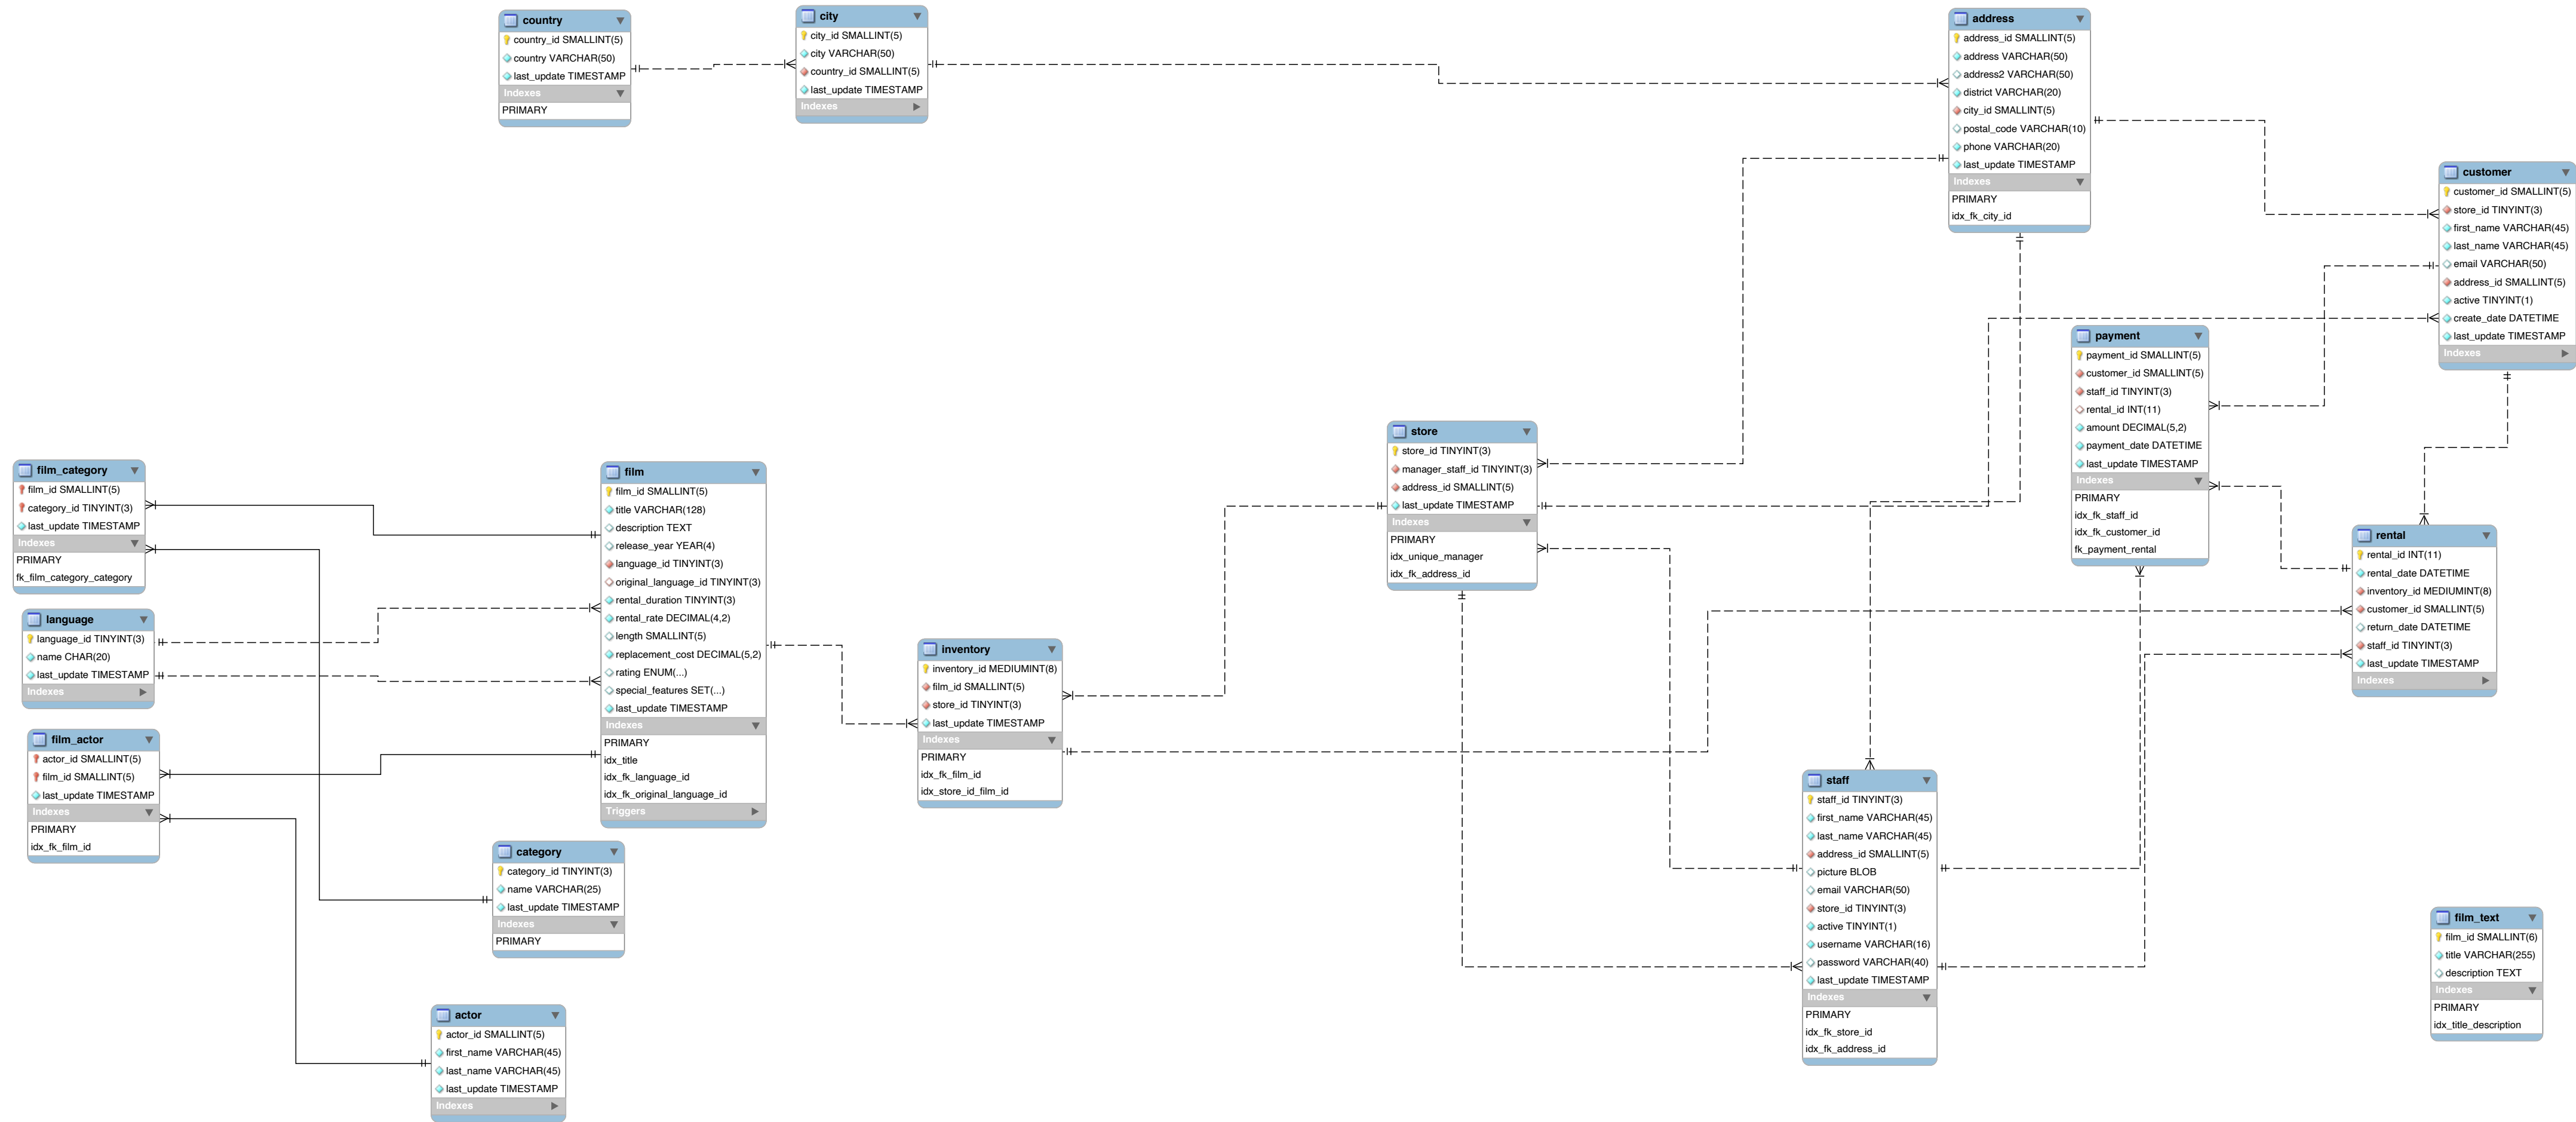 country
country_id SMALLINT(5)
country VARCHAR(50)
last_update TIMESTAMP
Indexes
PRIMARY
city
city_id SMALLINT(5)
city VARCHAR(50)
country_id SMALLINT(5)
last_update TIMESTAMP
Indexes
address
address_id SMALLINT(5)
address VARCHAR(50)
address2 VARCHAR(50)
district VARCHAR(20)
city_id SMALLINT(5)
postal_code VARCHAR(10)
phone VARCHAR(20)
last_update TIMESTAMP
Indexes
PRIMARY
idx_fk_city_id
customer
customer_id SMALLINT(5)
store_id TINYINT(3)
first_name VARCHAR(45)
last_name VARCHAR(45)
email VARCHAR(50)
address_id SMALLINT(5)
active TINYINT(1)
create_date DATETIME
last_update TIMESTAMP
Indexes
payment
payment_id SMALLINT(5)
customer_id SMALLINT(5)
staff_id TINYINT(3)
rental_id INT(11)
amount DECIMAL(5,2)
payment_date DATETIME
last_update TIMESTAMP
Indexes
PRIMARY
idx_fk_staff_id
idx_fk_customer_id
fk_payment_rental
store
store_id TINYINT(3)
manager_staff_id TINYINT(3)
address_id SMALLINT(5)
last_update TIMESTAMP
Indexes
PRIMARY
idx_unique_manager
idx_fk_address_id
film_category
film_id SMALLINT(5)
category_id TINYINT(3)
last_update TIMESTAMP
Indexes
PRIMARY
fk_film_category_category
film
film_id SMALLINT(5)
title VARCHAR(128)
description TEXT
release_year YEAR(4)
language_id TINYINT(3)
original_language_id TINYINT(3)
rental_duration TINYINT(3)
rental_rate DECIMAL(4,2)
length SMALLINT(5)
replacement_cost DECIMAL(5,2)
rating ENUM(...)
special_features SET(...)
last_update TIMESTAMP
Indexes
PRIMARY
idx_title
idx_fk_language_id
idx_fk_original_language_id
Triggers
rental
rental_id INT(11)
rental_date DATETIME
inventory_id MEDIUMINT(8)
customer_id SMALLINT(5)
return_date DATETIME
staff_id TINYINT(3)
last_update TIMESTAMP
Indexes
language
language_id TINYINT(3)
name CHAR(20)
last_update TIMESTAMP
Indexes
inventory
inventory_id MEDIUMINT(8)
film_id SMALLINT(5)
store_id TINYINT(3)
last_update TIMESTAMP
Indexes
PRIMARY
idx_fk_film_id
idx_store_id_film_id
film_actor
actor_id SMALLINT(5)
film_id SMALLINT(5)
last_update TIMESTAMP
Indexes
PRIMARY
idx_fk_film_id
staff
staff_id TINYINT(3)
first_name VARCHAR(45)
last_name VARCHAR(45)
address_id SMALLINT(5)
picture BLOB
email VARCHAR(50)
store_id TINYINT(3)
active TINYINT(1)
username VARCHAR(16)
password VARCHAR(40)
last_update TIMESTAMP
Indexes
PRIMARY
idx_fk_store_id
idx_fk_address_id
category
category_id TINYINT(3)
name VARCHAR(25)
last_update TIMESTAMP
Indexes
PRIMARY
film_text
film_id SMALLINT(6)
title VARCHAR(255)
description TEXT
Indexes
PRIMARY
idx_title_description
actor
actor_id SMALLINT(5)
first_name VARCHAR(45)
last_name VARCHAR(45)
last_update TIMESTAMP
Indexes